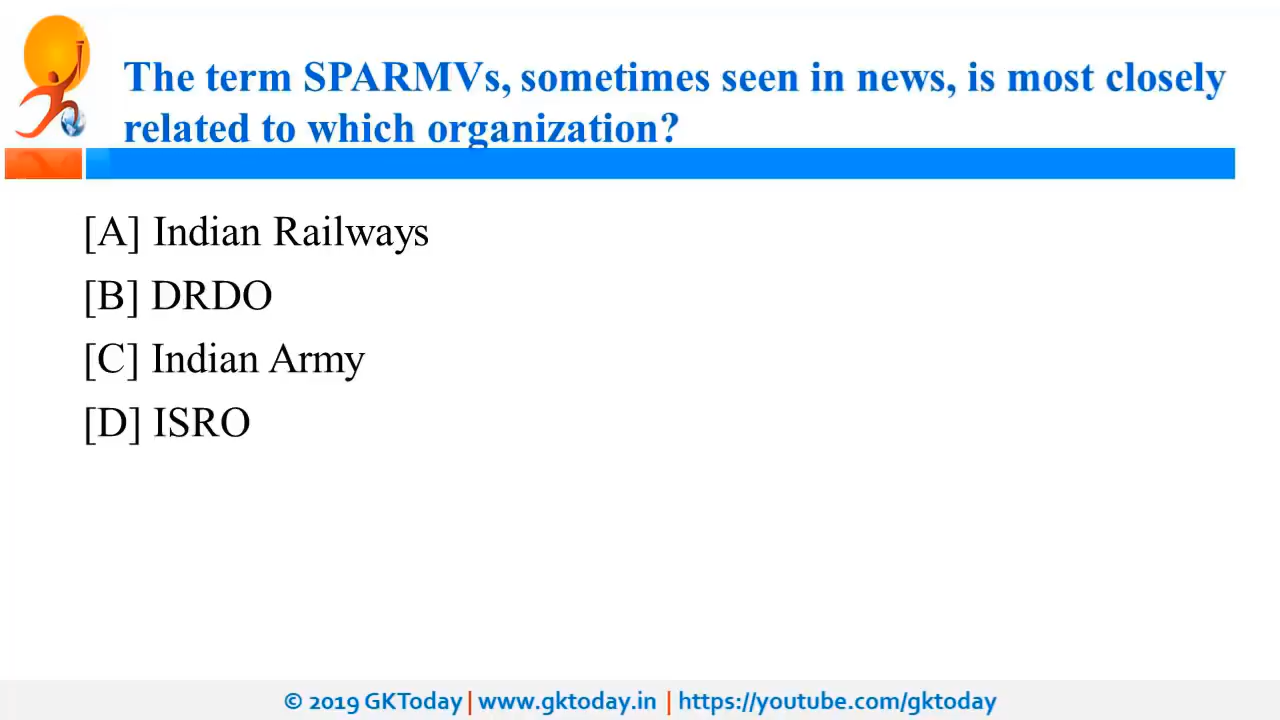 The term SPARMVs, sometimes seen in news, is most closely
related to which organization?
[A] Indian Railways
[B] DRDO
[C] Indian Army
[D] ISRO
© 2019 GKToday | www.gktoday.in | https://youtube.com/gktoday